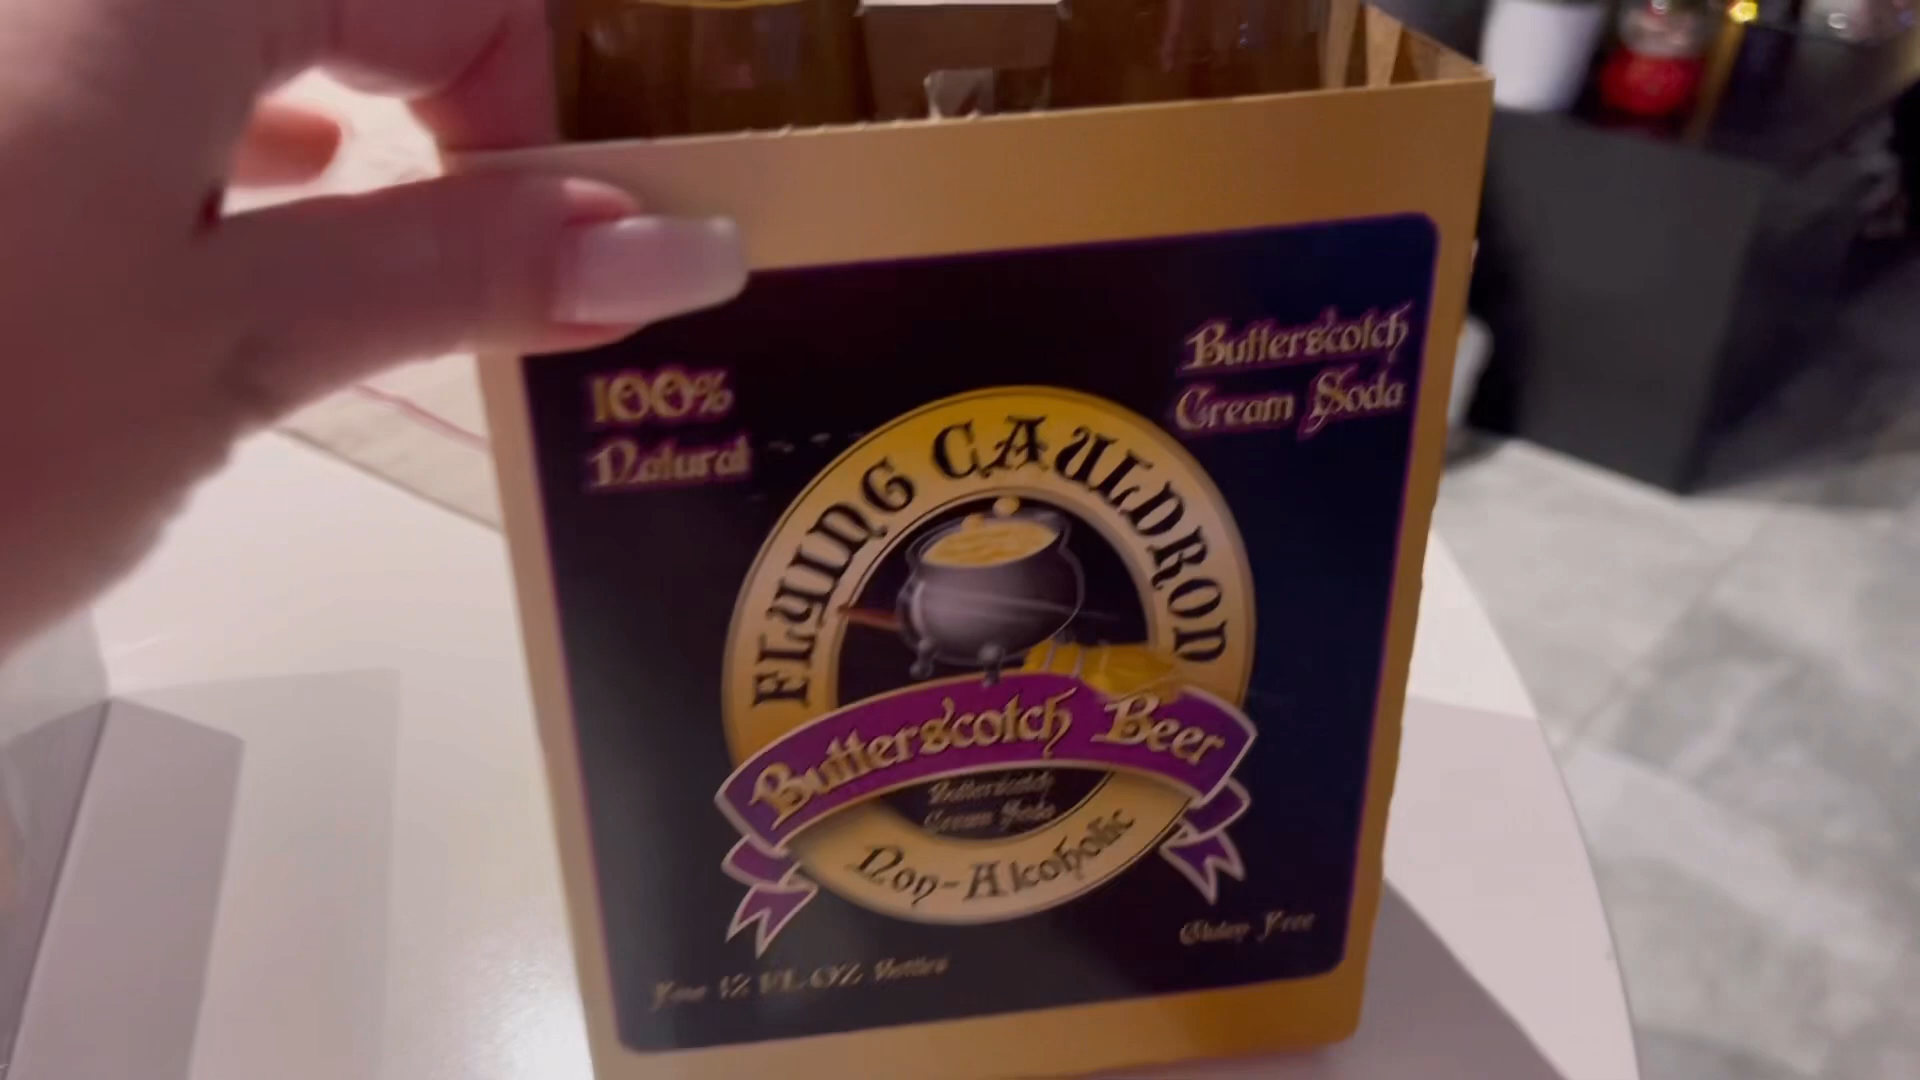 100%
Natural
Butterscotch
Cream Soda
FLYING CAULDRON
Butterscotch Beer
Butterscotch
Cream Soda
Non-Alcoholic
Gluten Free
Four 12 FL OZ Bottles